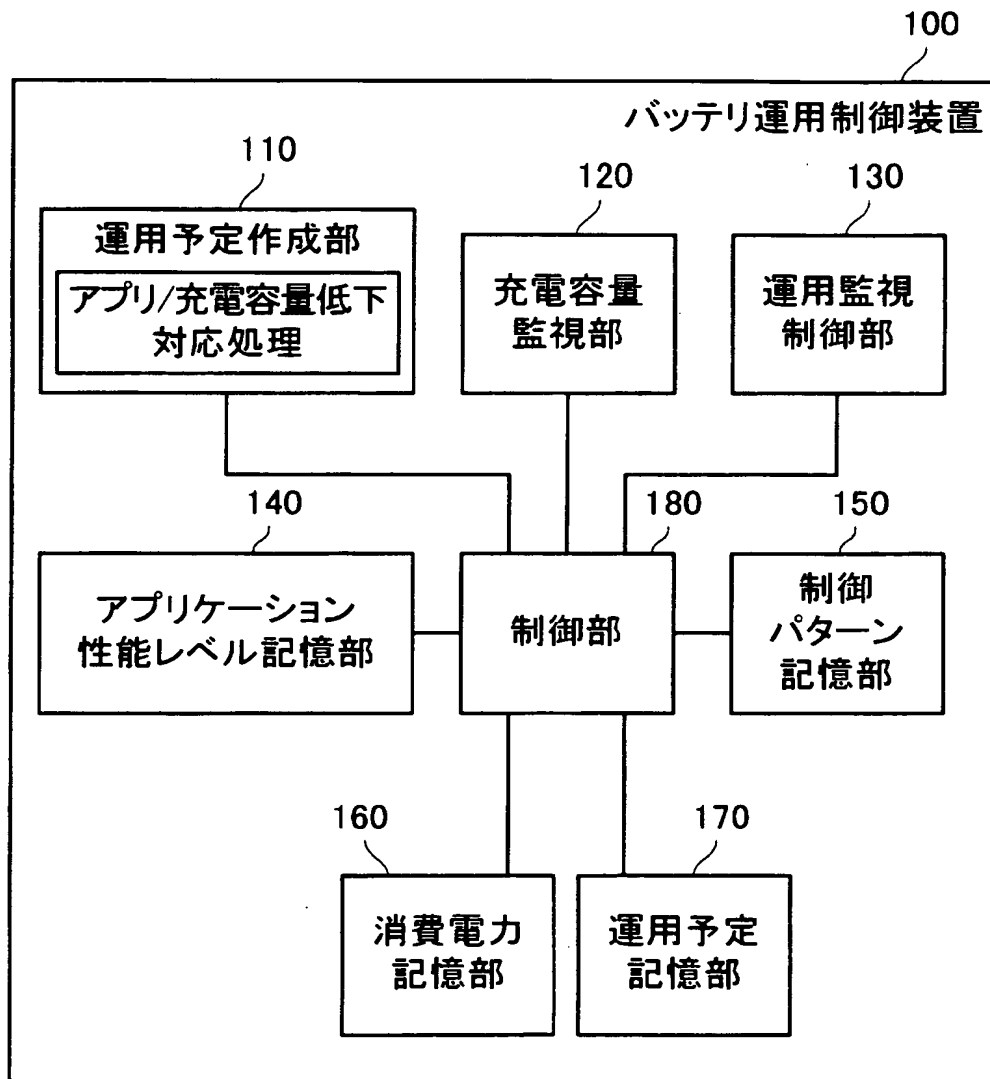 100
バッテリ運用制御装置
110
運用予定作成部
アプリ/充電容量低下
対応処理
120
充電容量
監視部
130
運用監視
制御部
140
アプリケーション
性能レベル記憶部
180
制御部
150
制御
パターン
記憶部
160
消費電力
記憶部
170
運用予定
記憶部